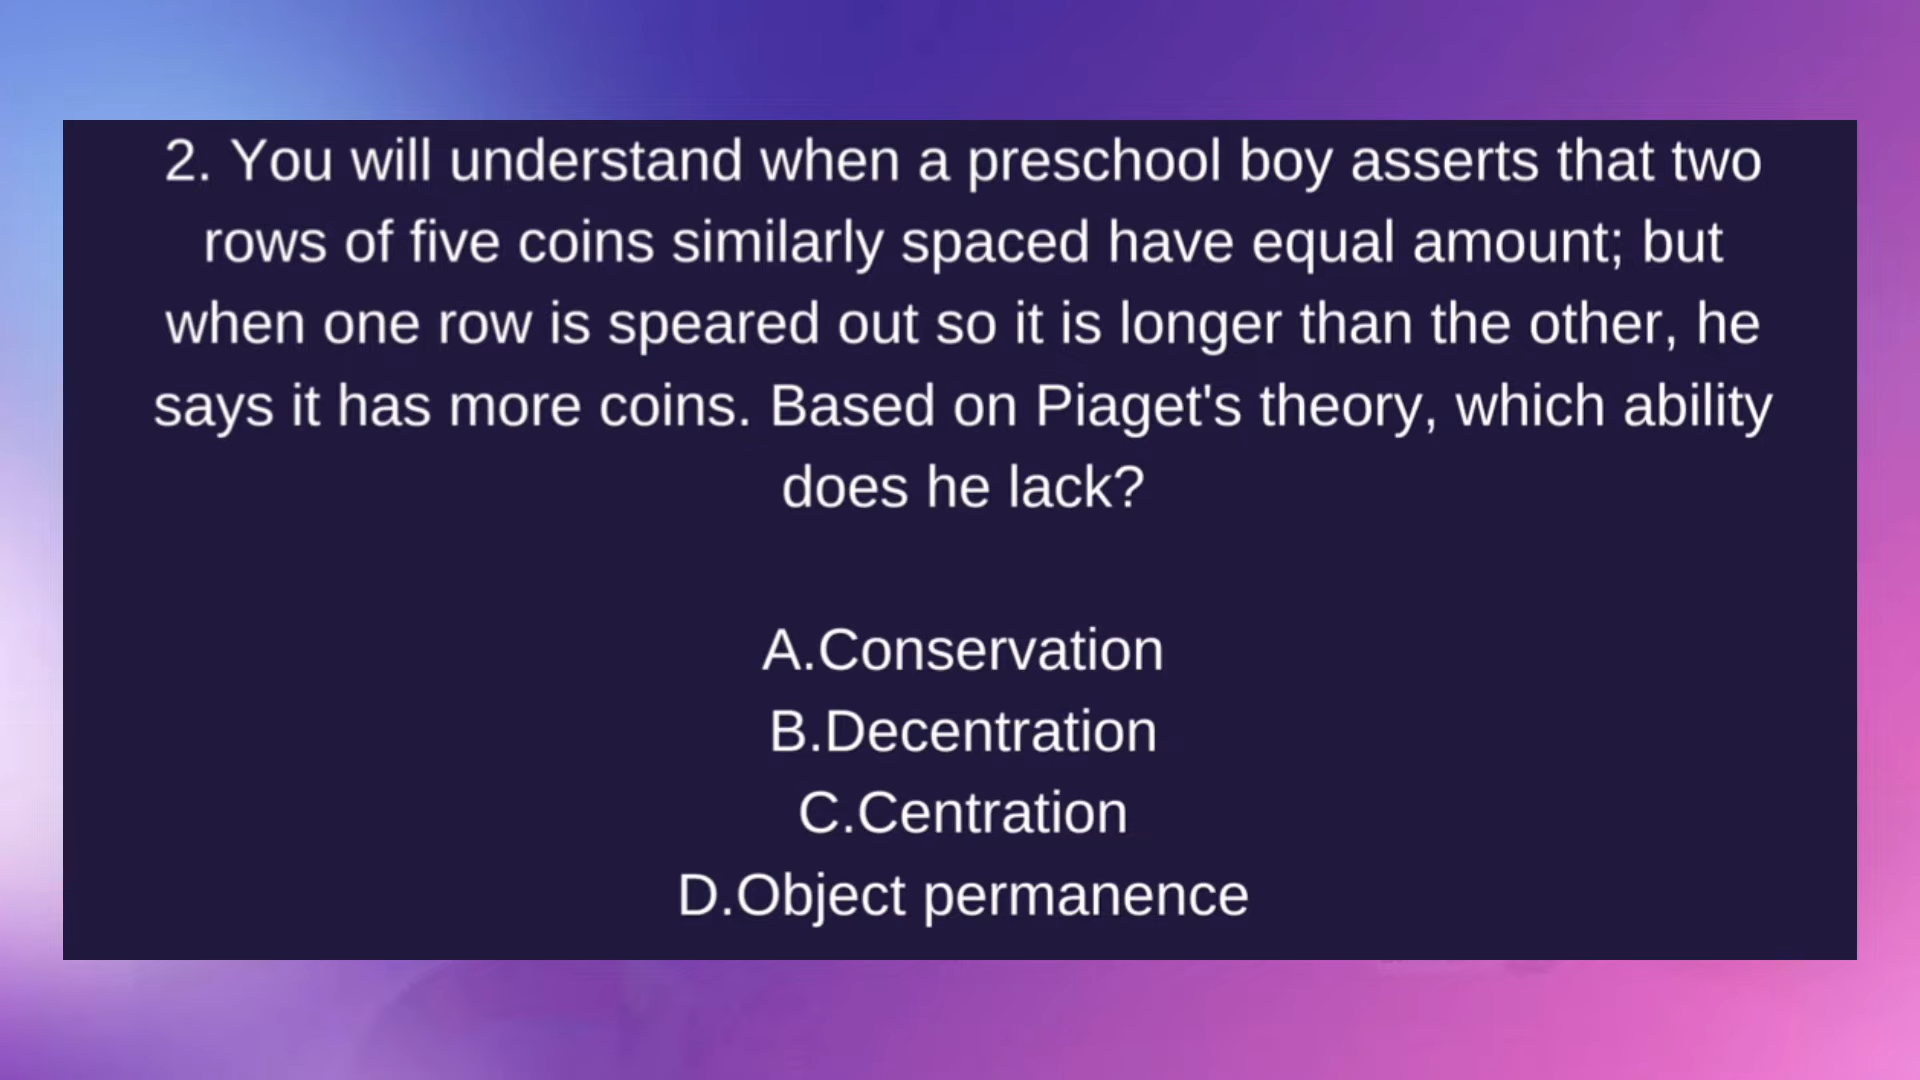 2. You will understand when a preschool boy asserts that two
rows of five coins similarly spaced have equal amount; but
when one row is speared out so it is longer than the other, he
says it has more coins. Based on Piaget's theory, which ability
does he lack?
A.Conservation
B.Decentration
C.Centration
D.Object permanence